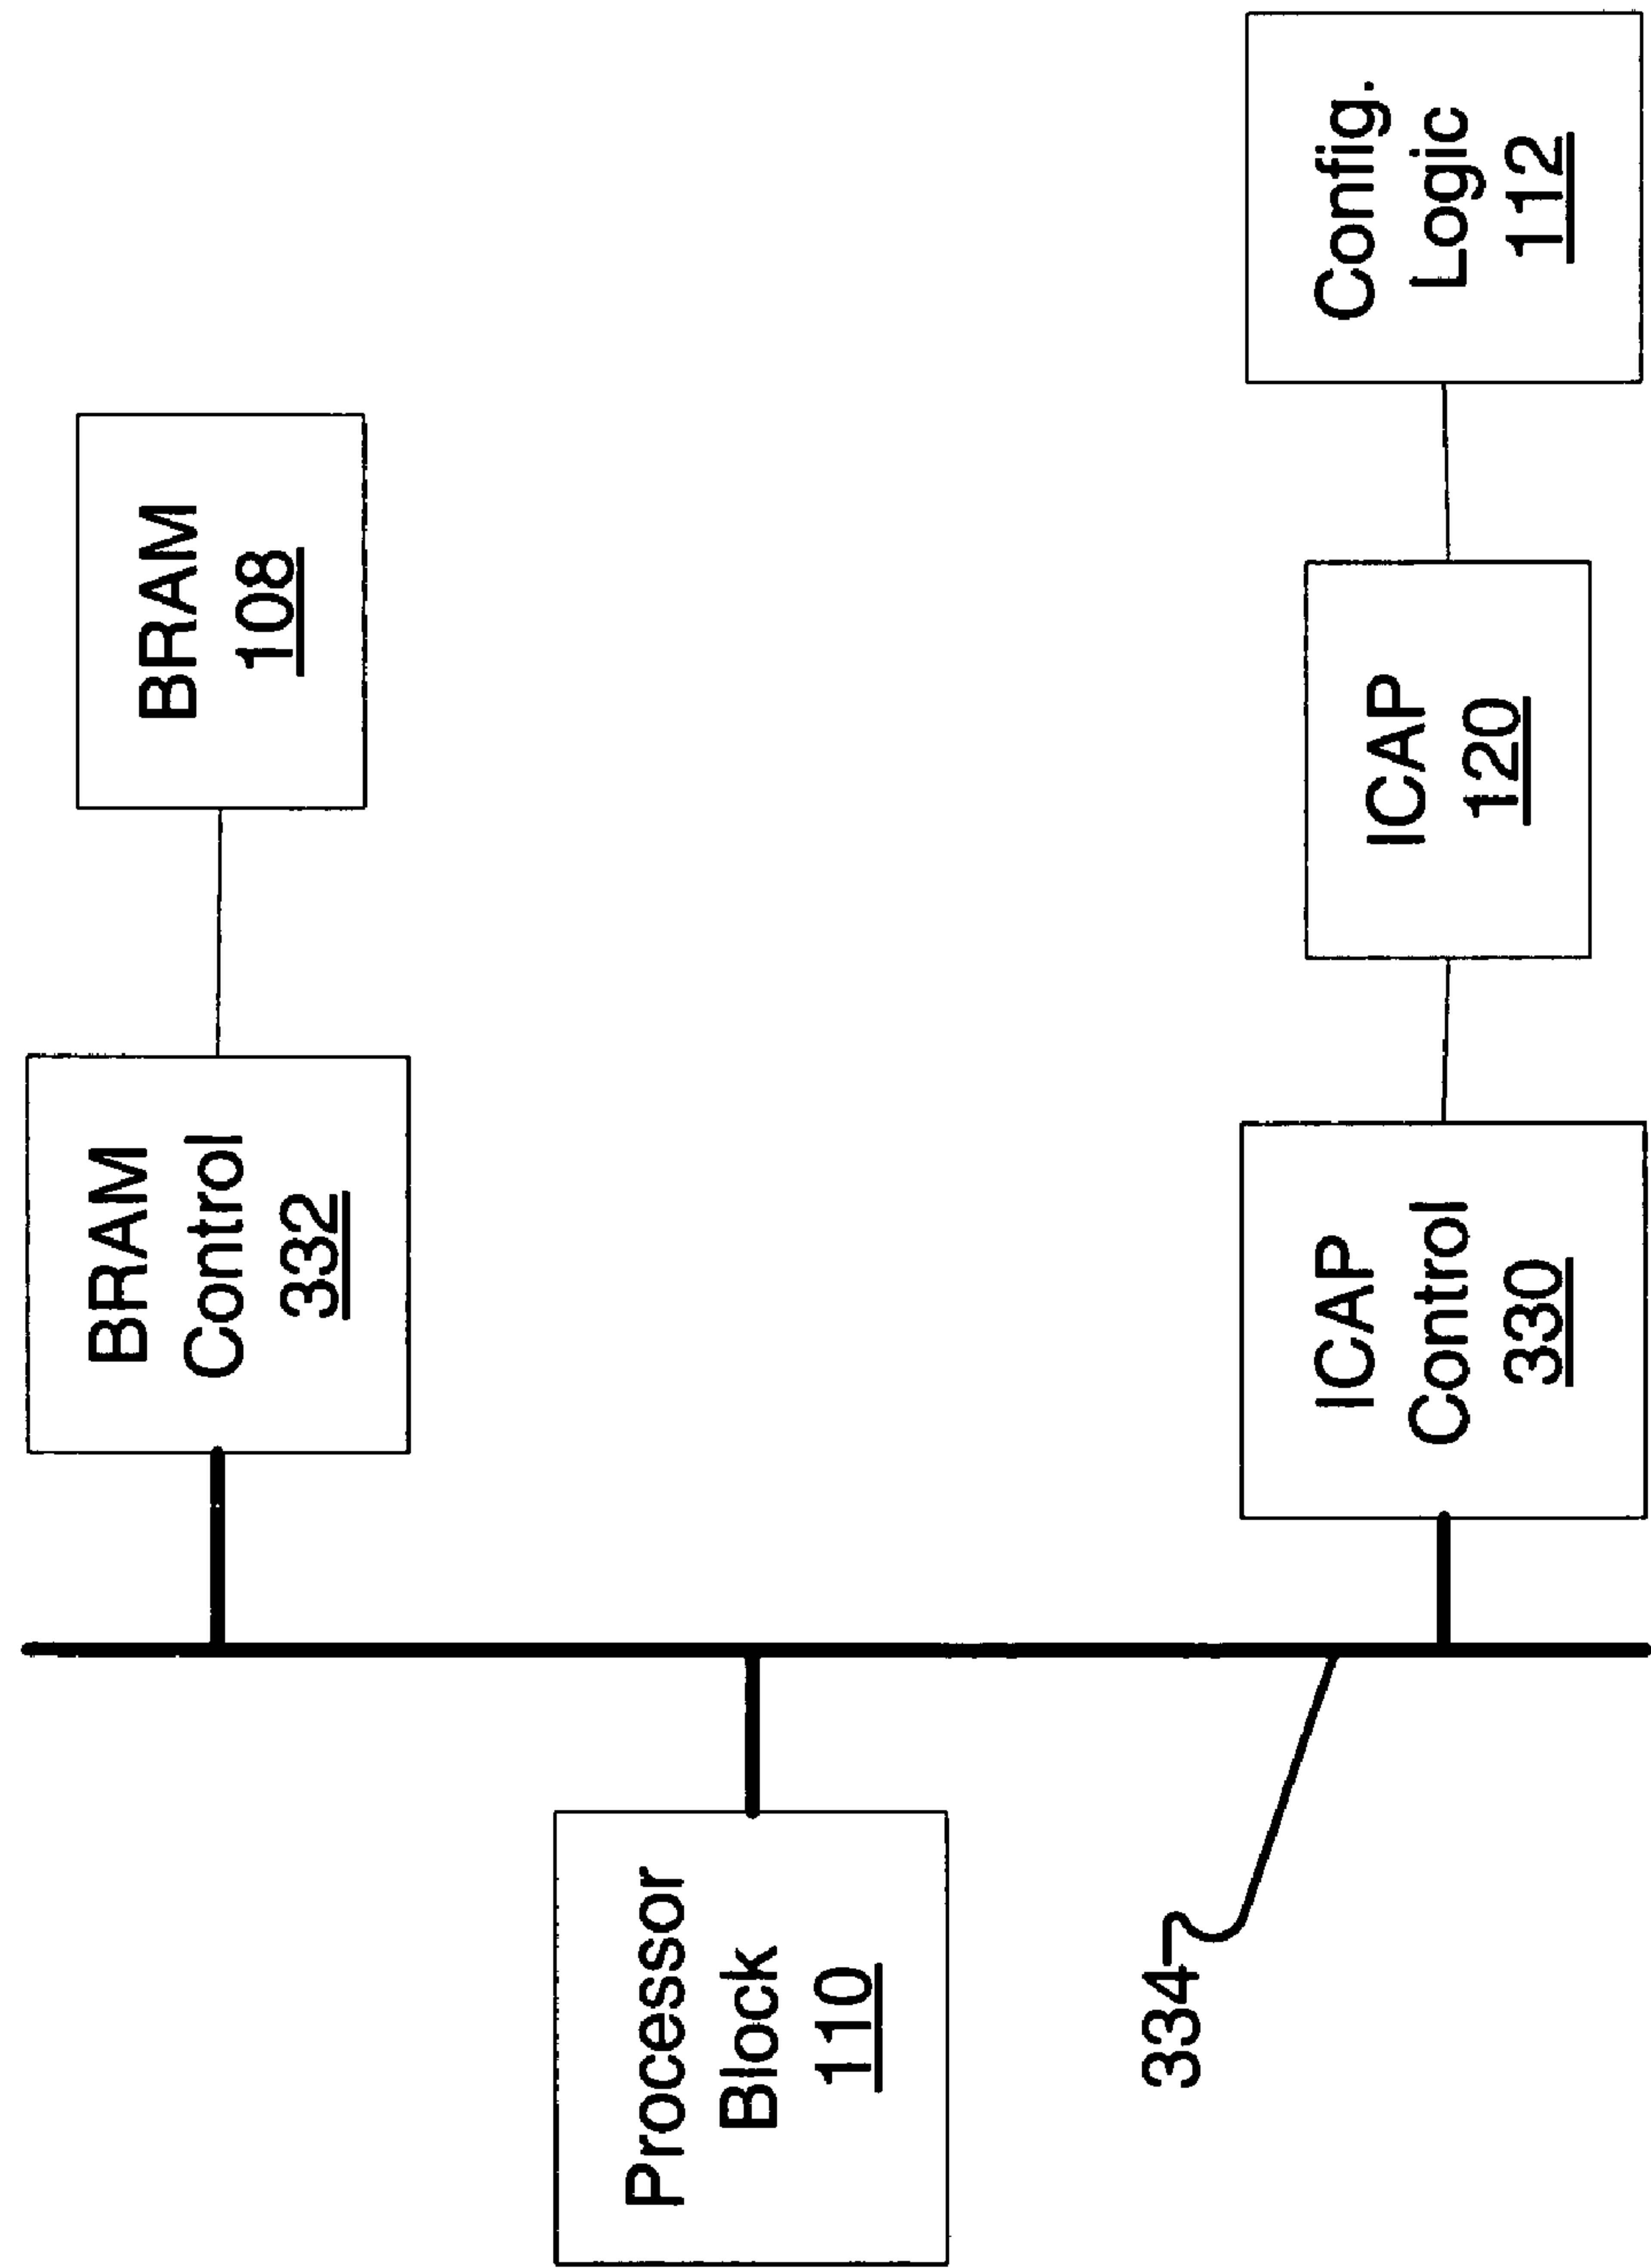 BRAM
Control
332
BRAM
108
Processor
Block
110
334
ICAP
Control
330
ICAP
120
Config.
Logic
112